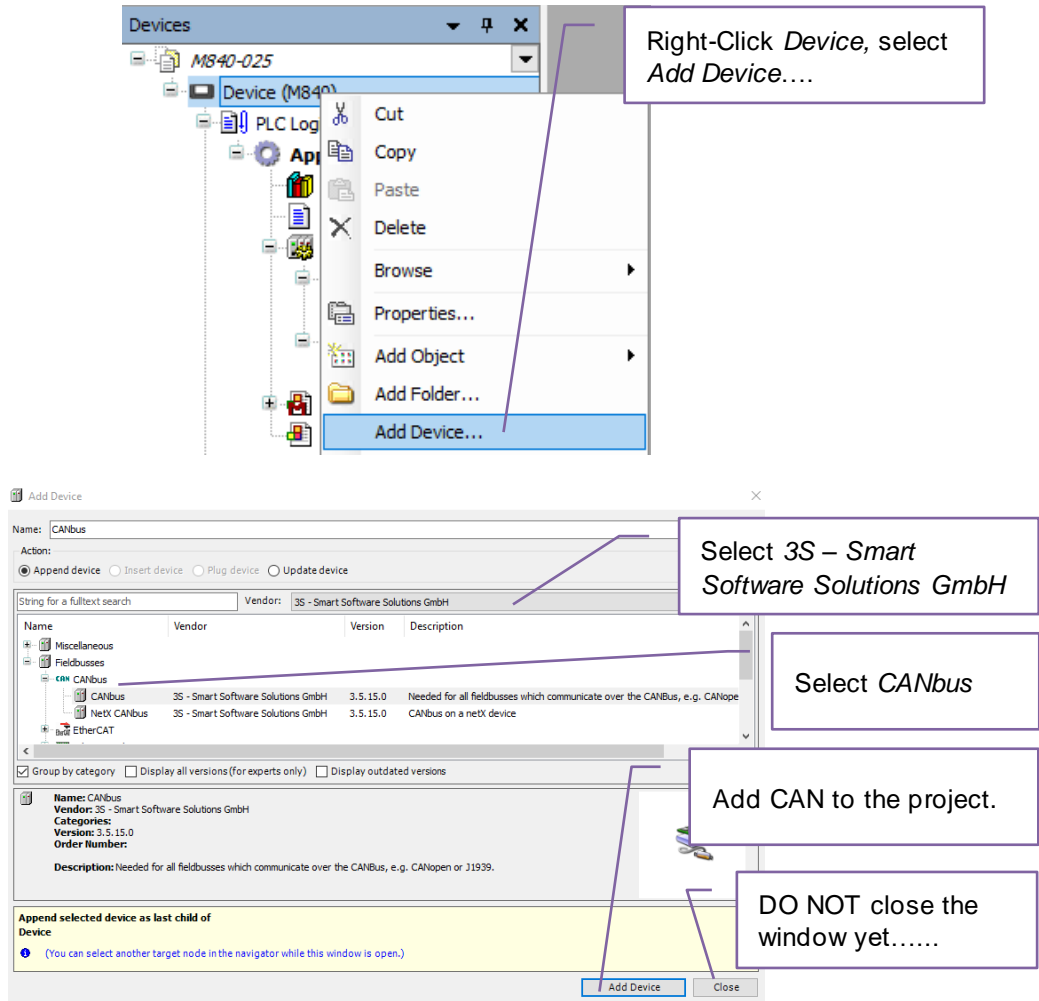 Devices
M840-025
Device (M840)
PLC Log
App
Cut
Copy
Paste
Delete
Browse
Properties...
Add Object
Add Folder...
Add Device...
Right-Click Device, select
Add Device….
Add Device
Name: CANbus
Action:
Append device Insert device Plug device Update device
String for a fulltext search Vendor: 3S - Smart Software Solutions GmbH
Name Vendor Version Description
Miscellaneous
Fieldbusses
CAN CANbus
CANbus 3S - Smart Software Solutions GmbH 3.5.15.0 Needed for all fieldbusses which communicate over the CANBus, e.g. CANope
NetX CANbus 3S - Smart Software Solutions GmbH 3.5.15.0 CANbus on a netX device
EtherCAT
Group by category Display all versions (for experts only) Display outdated versions
Name: CANbus
Vendor: 3S - Smart Software Solutions GmbH
Categories:
Version: 3.5.15.0
Order Number:
Description: Needed for all fieldbusses which communicate over the CANBus, e.g. CANopen or J1939.
Append selected device as last child of
Device
(You can select another target node in the navigator while this window is open.)
Add Device Close
Select 3S – Smart
Software Solutions GmbH
Select CANbus
Add CAN to the project.
DO NOT close the
window yet…...